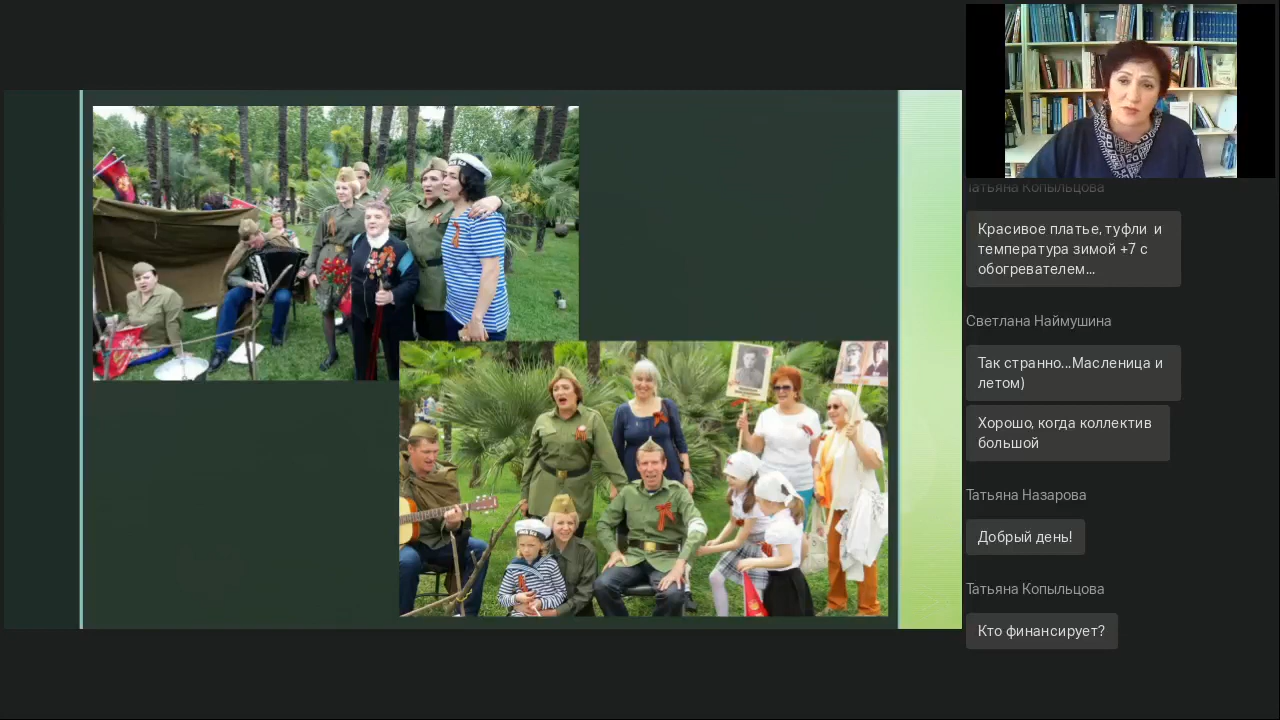 Татьяна Копыльцова
Красивое платье, туфли и
температура зимой +7 с
обогревателем...
Светлана Наймушина
Так странно...Масленица и
летом)
Хорошо, когда коллектив
большой
Татьяна Назарова
Добрый день!
Татьяна Копыльцова
Кто финансирует?